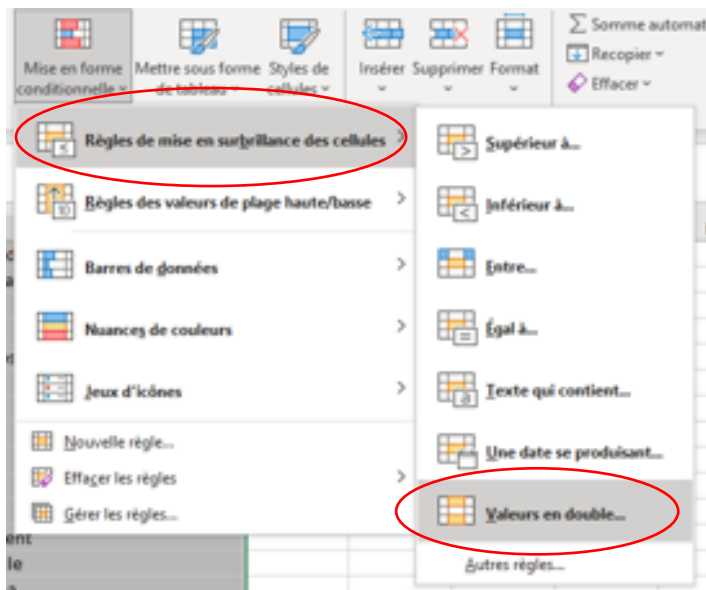 Mise en forme conditionnelle
Mettre sous forme de tableau
Styles de cellules
Insérer
Supprimer
Format
Σ Somme automat
Recopier
Effacer
Règles de mise en surbrillance des cellules
Règles des valeurs de plage haute/basse
Barres de données
Nuances de couleurs
Jeux d'icônes
Nouvelle règle...
Effacer les règles
Gérer les règles...
Supérieur à...
Inférieur à...
Entre...
Égal à...
Texte qui contient...
Une date se produisant...
Valeurs en double...
Autres règles...
ent
le